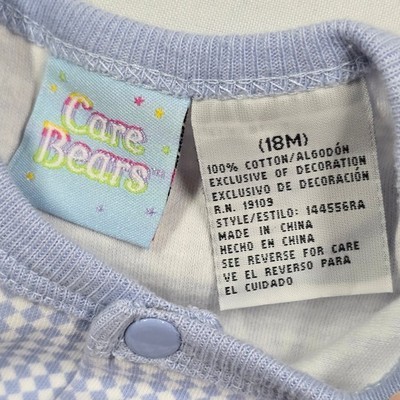 Care
Bears™
(18M)
100% COTTON/ALGODÓN
EXCLUSIVE OF DECORATION
EXCLUSIVO DE DECORACIÓN
R.N. 19109
STYLE/ESTILO: 144556RA
MADE IN CHINA
HECHO EN CHINA
SEE REVERSE FOR CARE
VE EL REVERSO PARA
EL CUIDADO